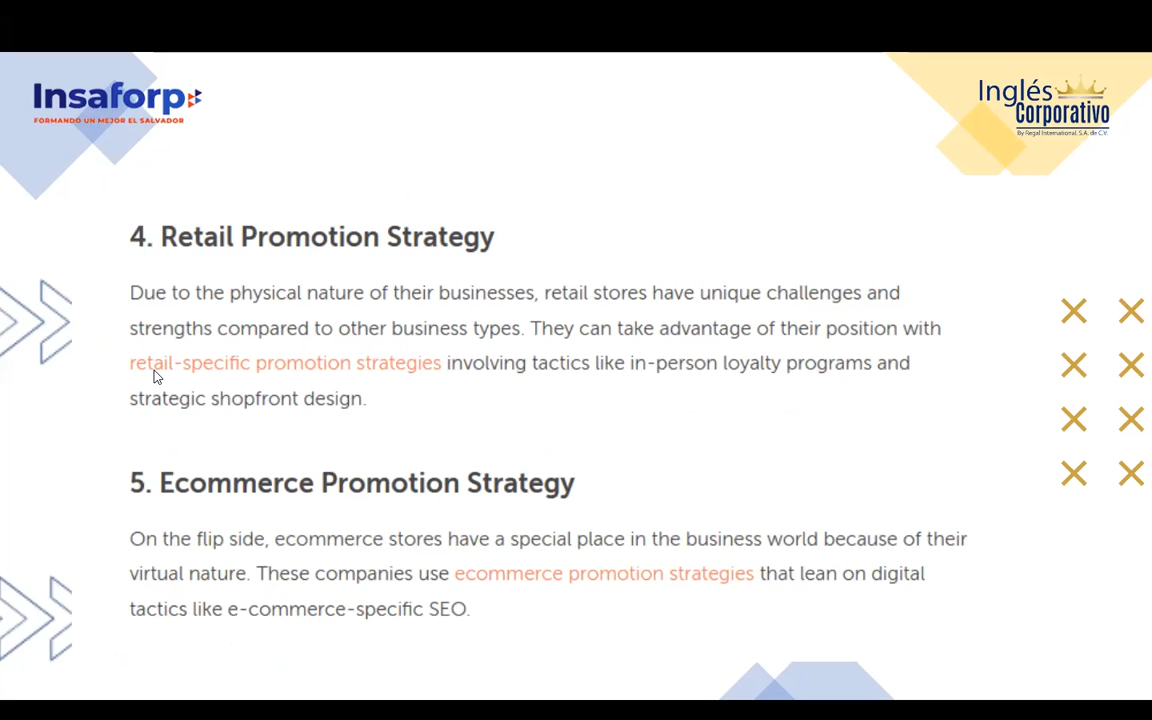 Insaforp
FORMANDO UN MEJOR EL SALVADOR
Inglés
Corporativo
By Regal International, S.A. de C.V.
4. Retail Promotion Strategy
Due to the physical nature of their businesses, retail stores have unique challenges and
strengths compared to other business types. They can take advantage of their position with
retail-specific promotion strategies involving tactics like in-person loyalty programs and
strategic shopfront design.
5. Ecommerce Promotion Strategy
On the flip side, ecommerce stores have a special place in the business world because of their
virtual nature. These companies use ecommerce promotion strategies that lean on digital
tactics like e-commerce-specific SEO.